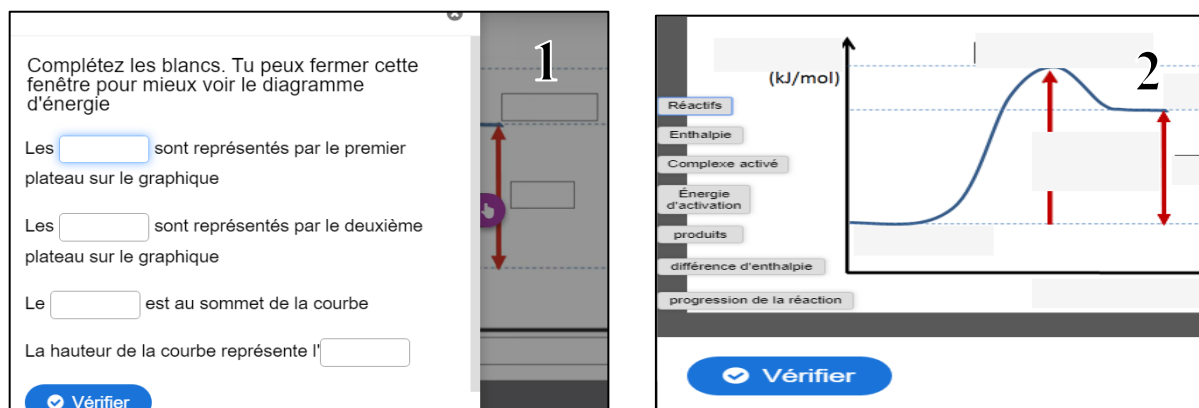 1
Complétez les blancs. Tu peux fermer cette
fenêtre pour mieux voir le diagramme
d'énergie
Les sont représentés par le premier
plateau sur le graphique
Les sont représentés par le deuxième
plateau sur le graphique
Le est au sommet de la courbe
La hauteur de la courbe représente l'
Vérifier
2
(kJ/mol)
Réactifs
Enthalpie
Complexe activé
Énergie
d'activation
produits
différence d'enthalpie
progression de la réaction
Vérifier